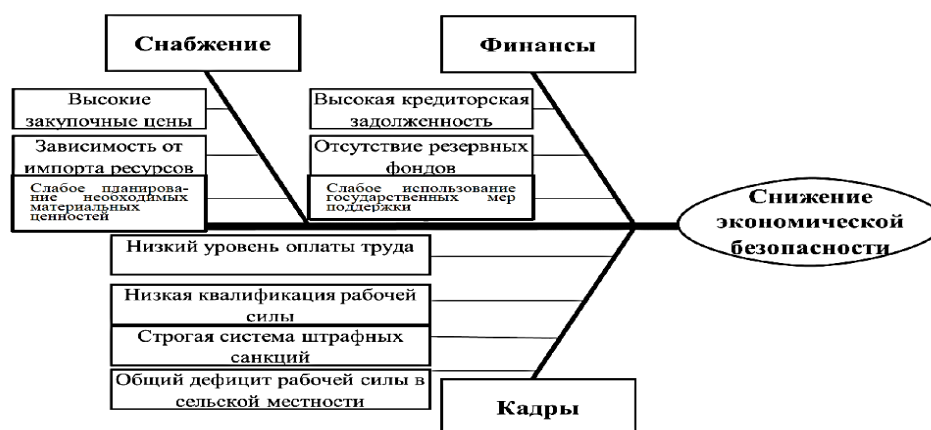 Снабжение
Финансы
Высокие
закупочные цены
Зависимость от
импорта ресурсов
Слабое планирова-
ние необходимых
материальных
ценностей
Высокая кредиторская
задолженность
Отсутствие резервных
фондов
Слабое использование
государственных мер
поддержки
Снижение
экономической
безопасности
Низкий уровень оплаты труда
Низкая квалификация рабочей
силы
Строгая система штрафных
санкций
Общий дефицит рабочей силы в
сельской местности
Кадры